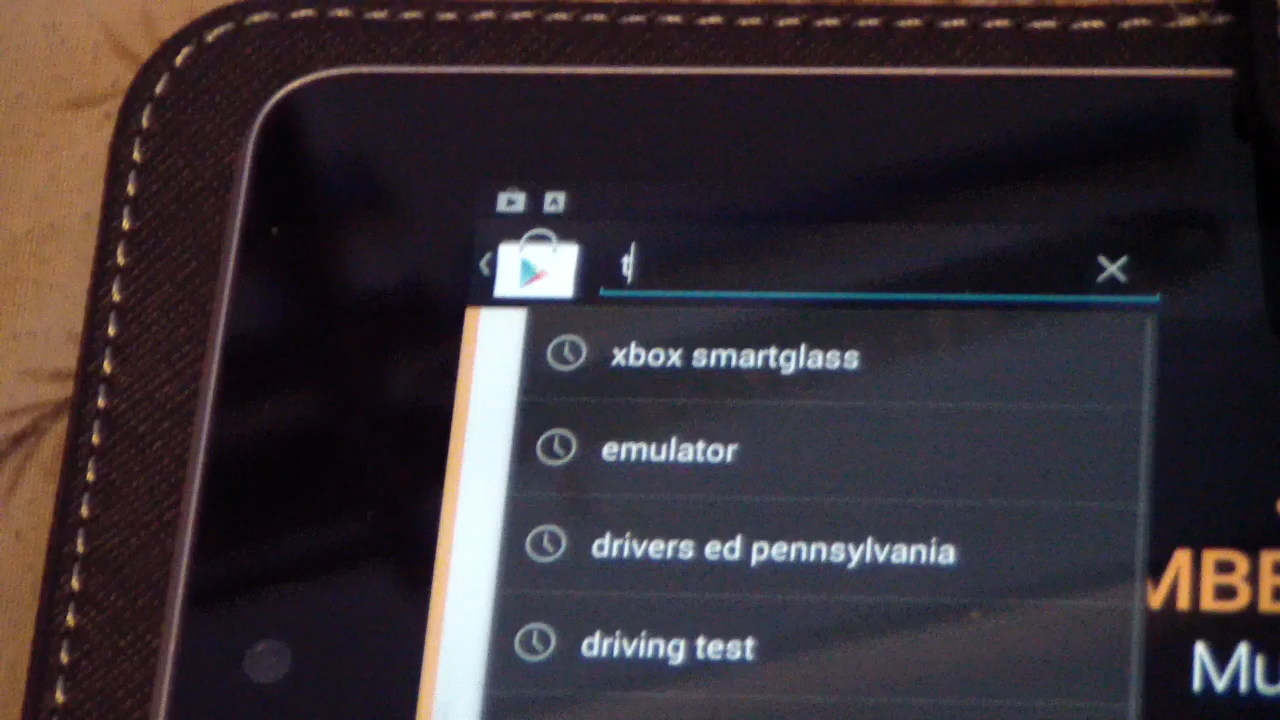 t
xbox smartglass
emulator
drivers ed pennsylvania
driving test
MBE
Mu